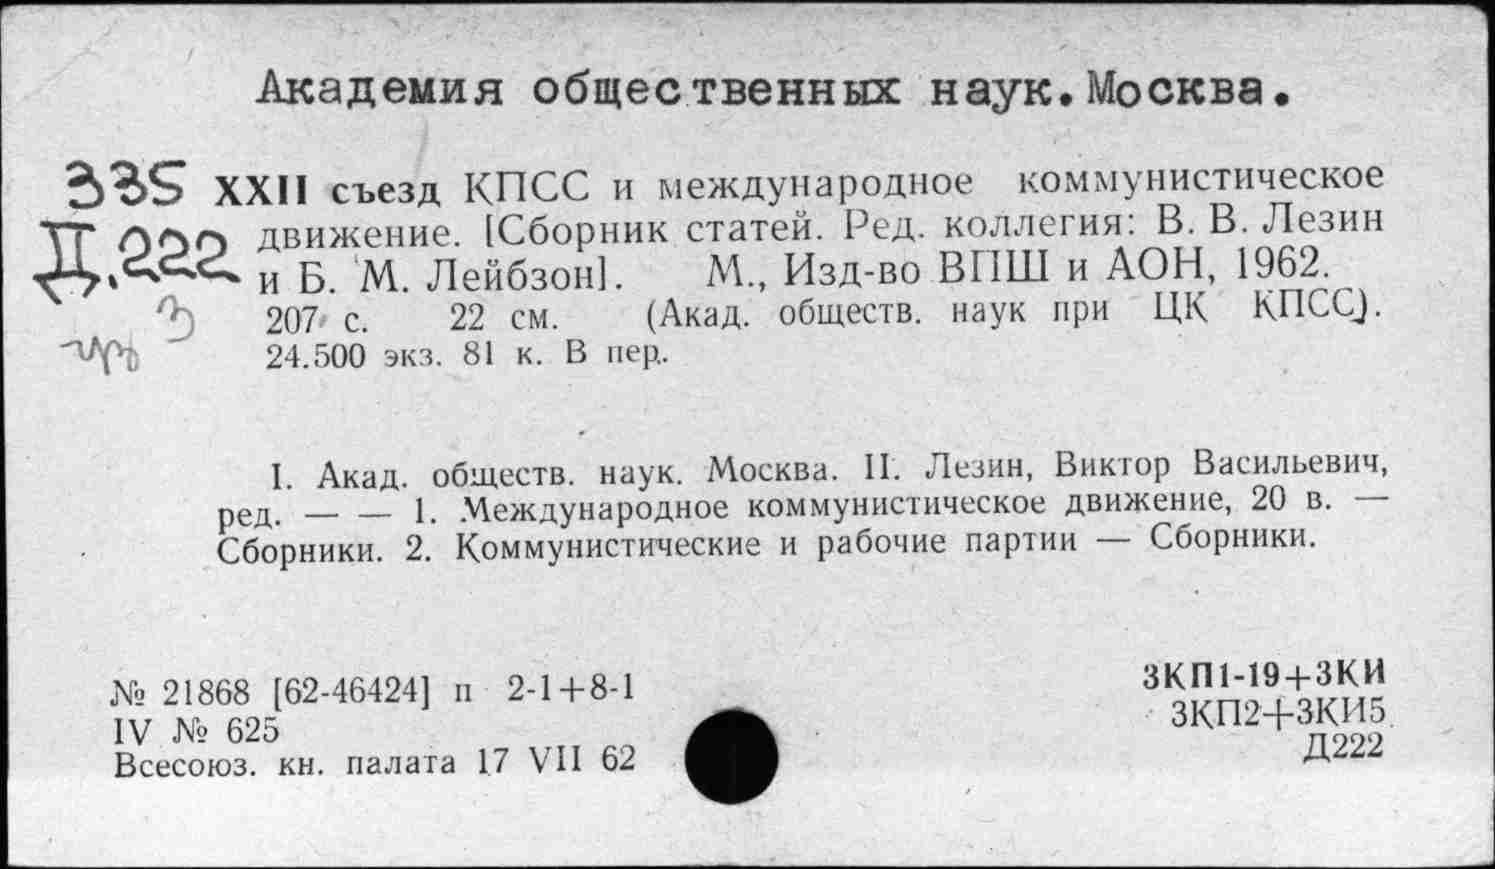 Академия общественных наук.Москва.
335 XXII съезд КПСС и международное коммунистическое
Д.222 движение. [Сборник статей. Ред. коллегия: В. В. Лезин
и Б. М. Лейбзон]. М., Изд-во ВПШ и АОН, 1962.
207 с. 22 см. (Акад. обществ. наук при ЦК КПСС).
24.500 экз. 81 к. В пер.
I. Акад. обществ. наук. Москва. II. Лезин, Виктор Васильевич,
ред. — — 1. Международное коммунистическое движение, 20 в. —
Сборники. 2. Коммунистические и рабочие партии — Сборники.
№ 21868 [62-46424] п 2-1+8-1
IV № 625
Всесоюз. кн. палата 17 VII 62
3КП1-19+3КИ
3КП2+3КИ5
Д222